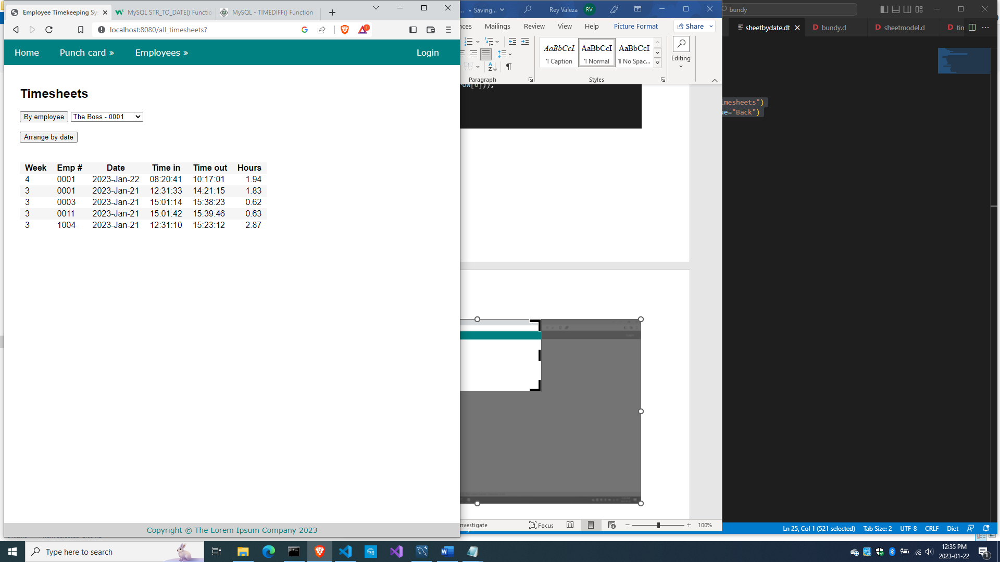 Employee Timekeeping Sy
MySQL STR_TO_DATE() Functio
MySQL - TIMEDIFF() Function
localhost:8080/all_timesheets?
1
Home
Punch card »
Employees »
Login
Timesheets
By employee
The Boss - 0001
Arrange by date
Week Emp # Date Time in Time out Hours
4 0001 2023-Jan-22 08:20:41 10:17:01 1.94
3 0001 2023-Jan-21 12:31:33 14:21:15 1.83
3 0003 2023-Jan-21 15:01:14 15:38:23 0.62
3 0011 2023-Jan-21 15:01:42 15:39:46 0.63
3 1004 2023-Jan-21 12:31:10 15:23:12 2.87
Copyright © The Lorem Ipsum Company 2023
... • Saving...
Rey Valeza RV
nces Mailings Review View Help Picture Format
Share
AaBbCcI AaBbCcI AaBbCcI
¶ Caption ¶ Normal ¶ No Spac...
Editing
Paragraph
Styles
ow[6]));
nvestigate
Focus
100%
bundy
sheetbydate.dt
bundy.d
sheetmodel.d
tin
imesheets")
ue="Back")
Ln 25, Col 1 (521 selected) Tab Size: 2 UTF-8 CRLF Diet
Type here to search
12:35 PM
2023-01-22
1